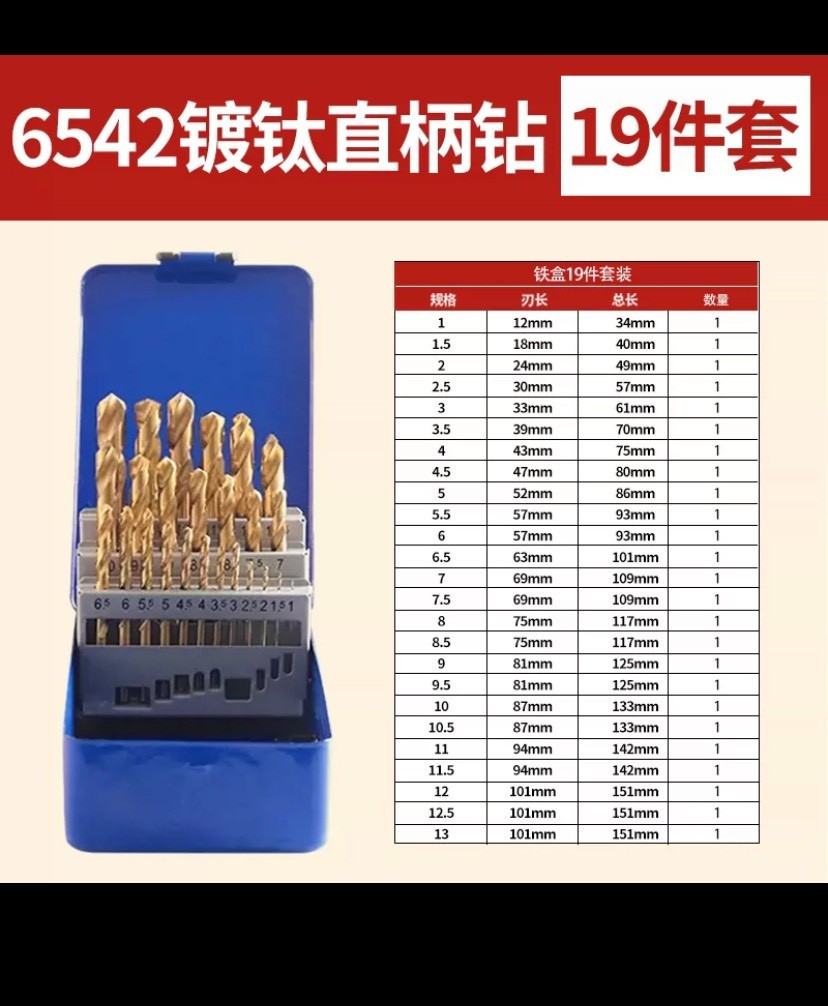 6542镀钛直柄钻 19件套
铁盒19件套装
规格 刃长 总长 数量
1 12mm 34mm 1
1.5 18mm 40mm 1
2 24mm 49mm 1
2.5 30mm 57mm 1
3 33mm 61mm 1
3.5 39mm 70mm 1
4 43mm 75mm 1
4.5 47mm 80mm 1
5 52mm 86mm 1
5.5 57mm 93mm 1
6 57mm 93mm 1
6.5 63mm 101mm 1
7 69mm 109mm 1
7.5 69mm 109mm 1
8 75mm 117mm 1
8.5 75mm 117mm 1
9 81mm 125mm 1
9.5 81mm 125mm 1
10 87mm 133mm 1
10.5 87mm 133mm 1
11 94mm 142mm 1
11.5 94mm 142mm 1
12 101mm 151mm 1
12.5 101mm 151mm 1
13 101mm 151mm 1
6.5 6 5.5 5 4.5 4 3.5 3 2.5 2 1.5 1